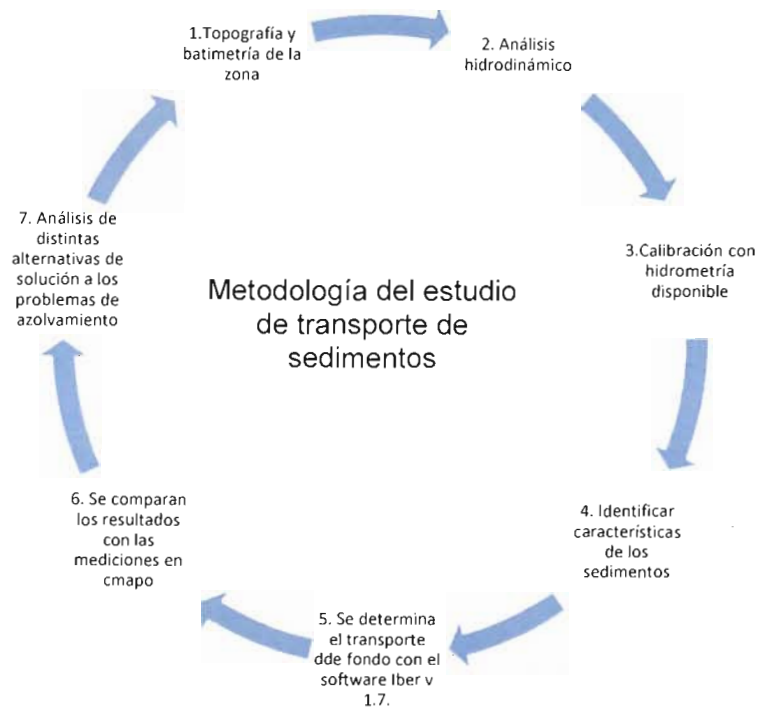 1.Topografía y
batimetría de la
zona
2. Análisis
hidrodinámico
3.Calibración con
hidrometría
disponible
4. Identificar
características
de los
sedimentos
5. Se determina
el transporte
dde fondo con el
software Iber v
1.7.
6. Se comparan
los resultados
con las
mediciones en
cmapo
7. Análisis de
distintas
alternativas de
solución a los
problemas de
azolvamiento
Metodología del estudio
de transporte de
sedimentos